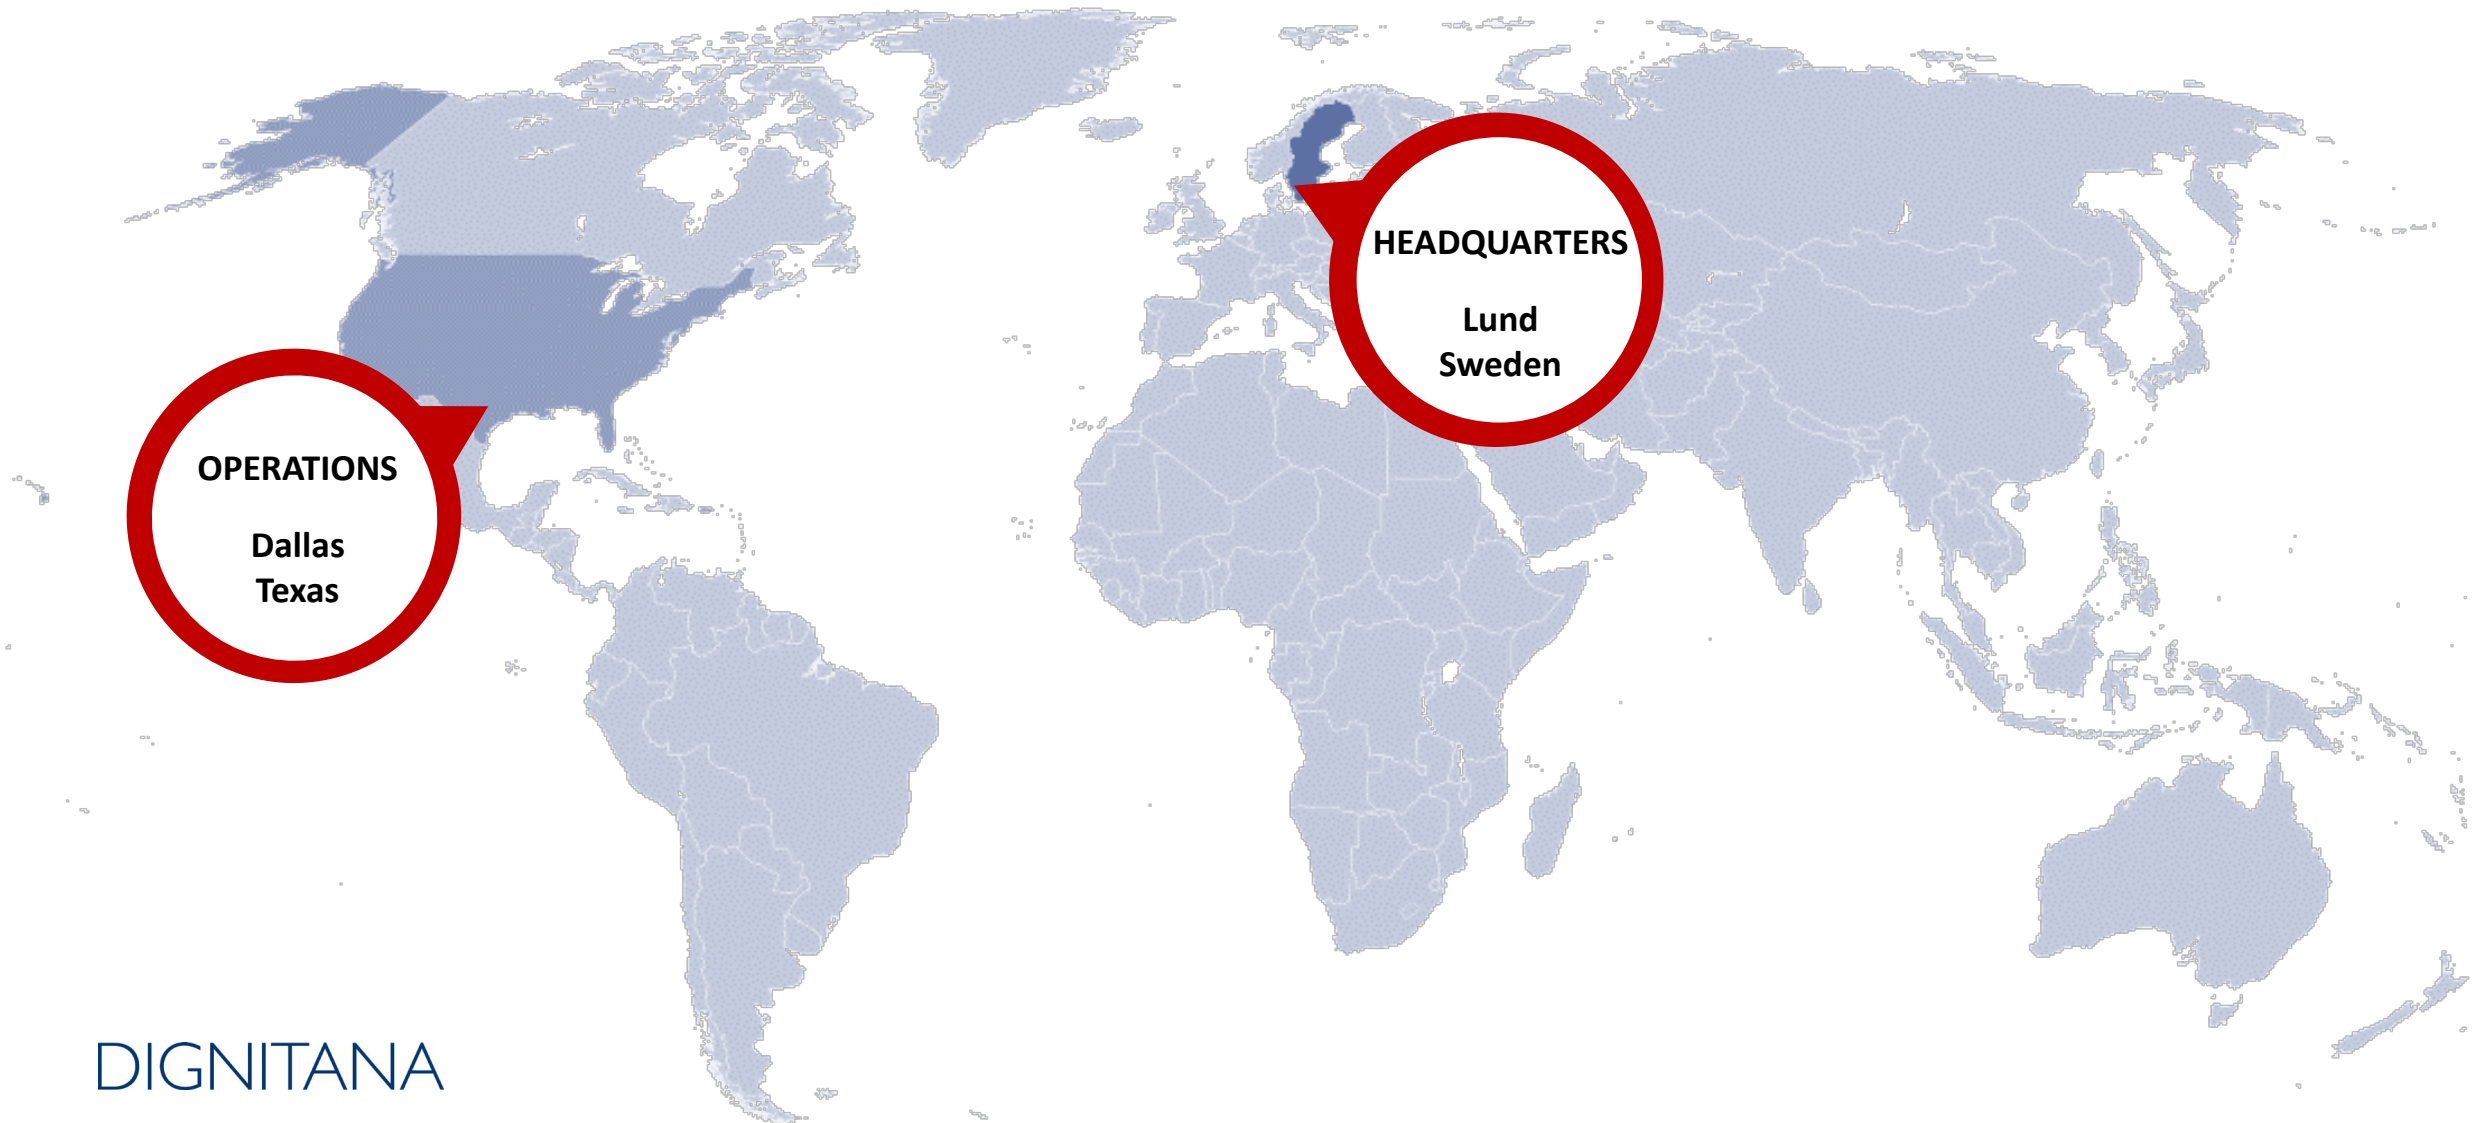 HEADQUARTERS
Lund
Sweden
OPERATIONS
Dallas
Texas
DIGNITANA